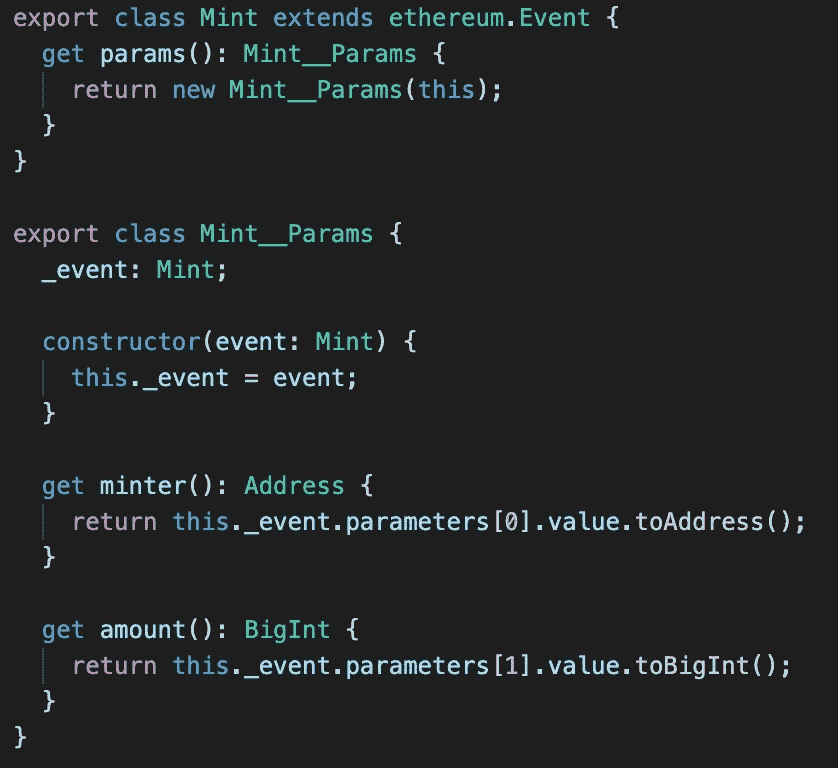 export class Mint extends ethereum.Event {
  get params(): Mint__Params {
    return new Mint__Params(this);
  }
}

export class Mint__Params {
  _event: Mint;

  constructor(event: Mint) {
    this._event = event;
  }

  get minter(): Address {
    return this._event.parameters[0].value.toAddress();
  }

  get amount(): BigInt {
    return this._event.parameters[1].value.toBigInt();
  }
}